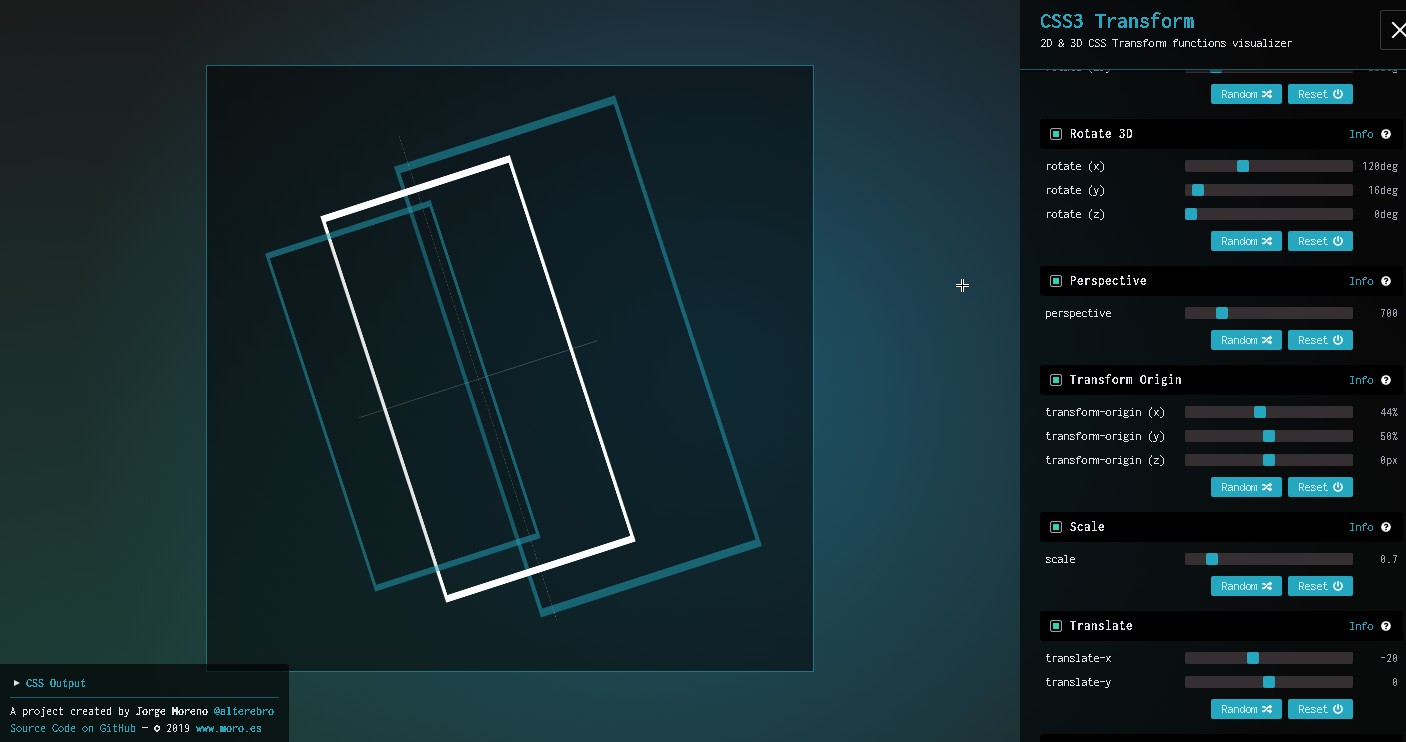 CSS3 Transform
2D & 3D CSS Transform functions visualizer
Random Reset
Rotate 3D Info
rotate (x) 120deg
rotate (y) 16deg
rotate (z) 0deg
Random Reset
Perspective Info
perspective 700
Random Reset
Transform Origin Info
transform-origin (x) 44%
transform-origin (y) 50%
transform-origin (z) 0px
Random Reset
Scale Info
scale 0.7
Random Reset
Translate Info
translate-x -20
translate-y 0
Random Reset
▶ CSS Output
A project created by Jorge Moreno @alterebro
Source Code on GitHub — © 2019 www.moro.es